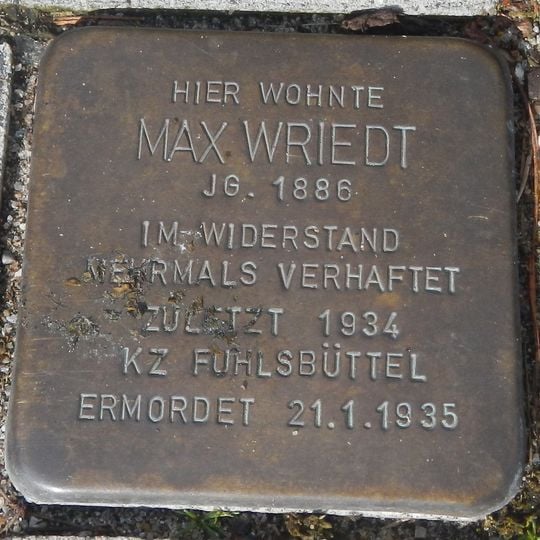 HIER WOHNTE
MAX WRIEDT
JG. 1886
IM WIDERSTAND
MEHRMALS VERHAFTET
ZULETZT 1934
KZ FUHLSBÜTTEL
ERMORDET 21.1.1935